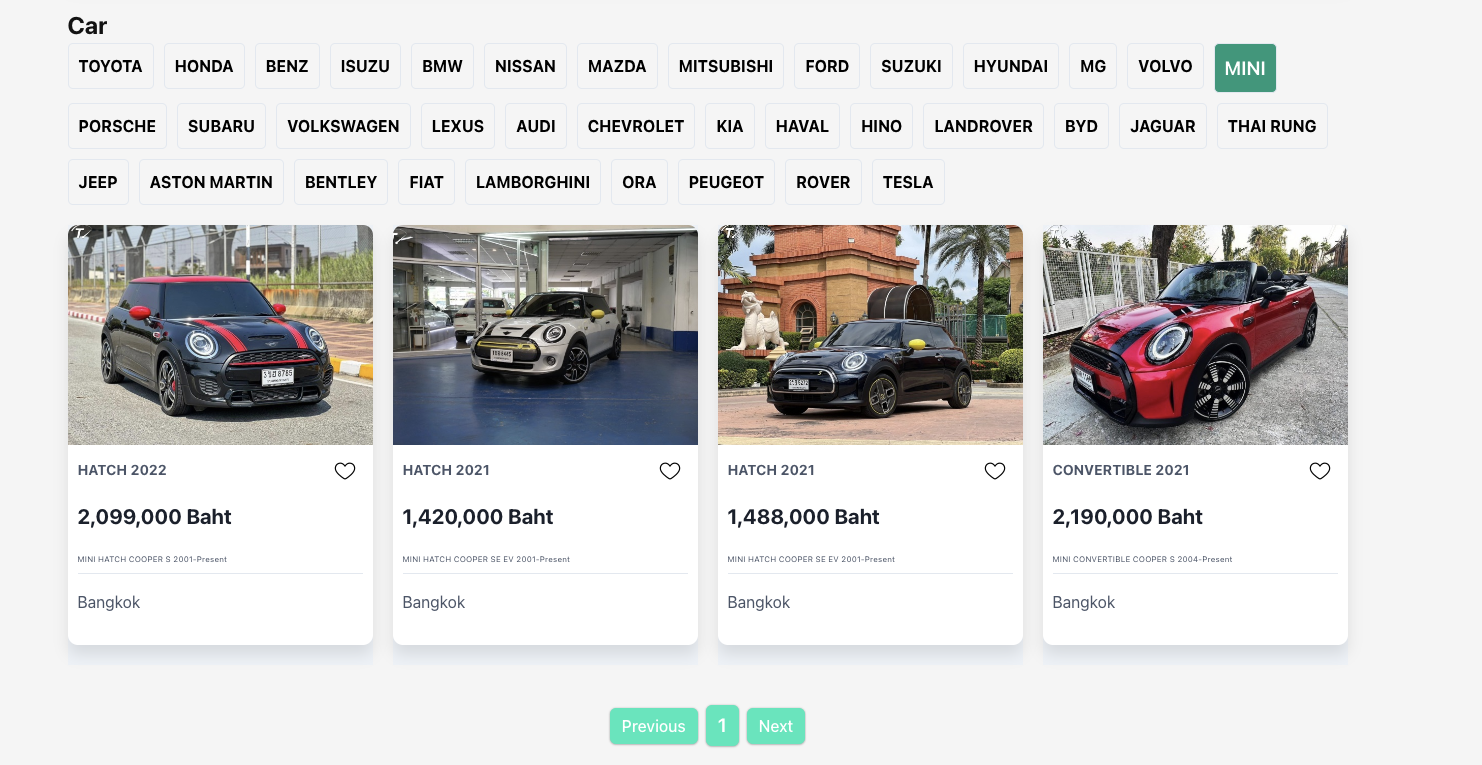 Car
TOYOTA HONDA BENZ ISUZU BMW NISSAN MAZDA MITSUBISHI FORD SUZUKI HYUNDAI MG VOLVO MINI
PORSCHE SUBARU VOLKSWAGEN LEXUS AUDI CHEVROLET KIA HAVAL HINO LANDROVER BYD JAGUAR THAI RUNG
JEEP ASTON MARTIN BENTLEY FIAT LAMBORGHINI ORA PEUGEOT ROVER TESLA
HATCH 2022
2,099,000 Baht
MINI HATCH COOPER S 2001-Present
Bangkok
HATCH 2021
1,420,000 Baht
MINI HATCH COOPER SE EV 2001-Present
Bangkok
HATCH 2021
1,488,000 Baht
MINI HATCH COOPER SE EV 2001-Present
Bangkok
CONVERTIBLE 2021
2,190,000 Baht
MINI CONVERTIBLE COOPER S 2004-Present
Bangkok
Previous 1 Next